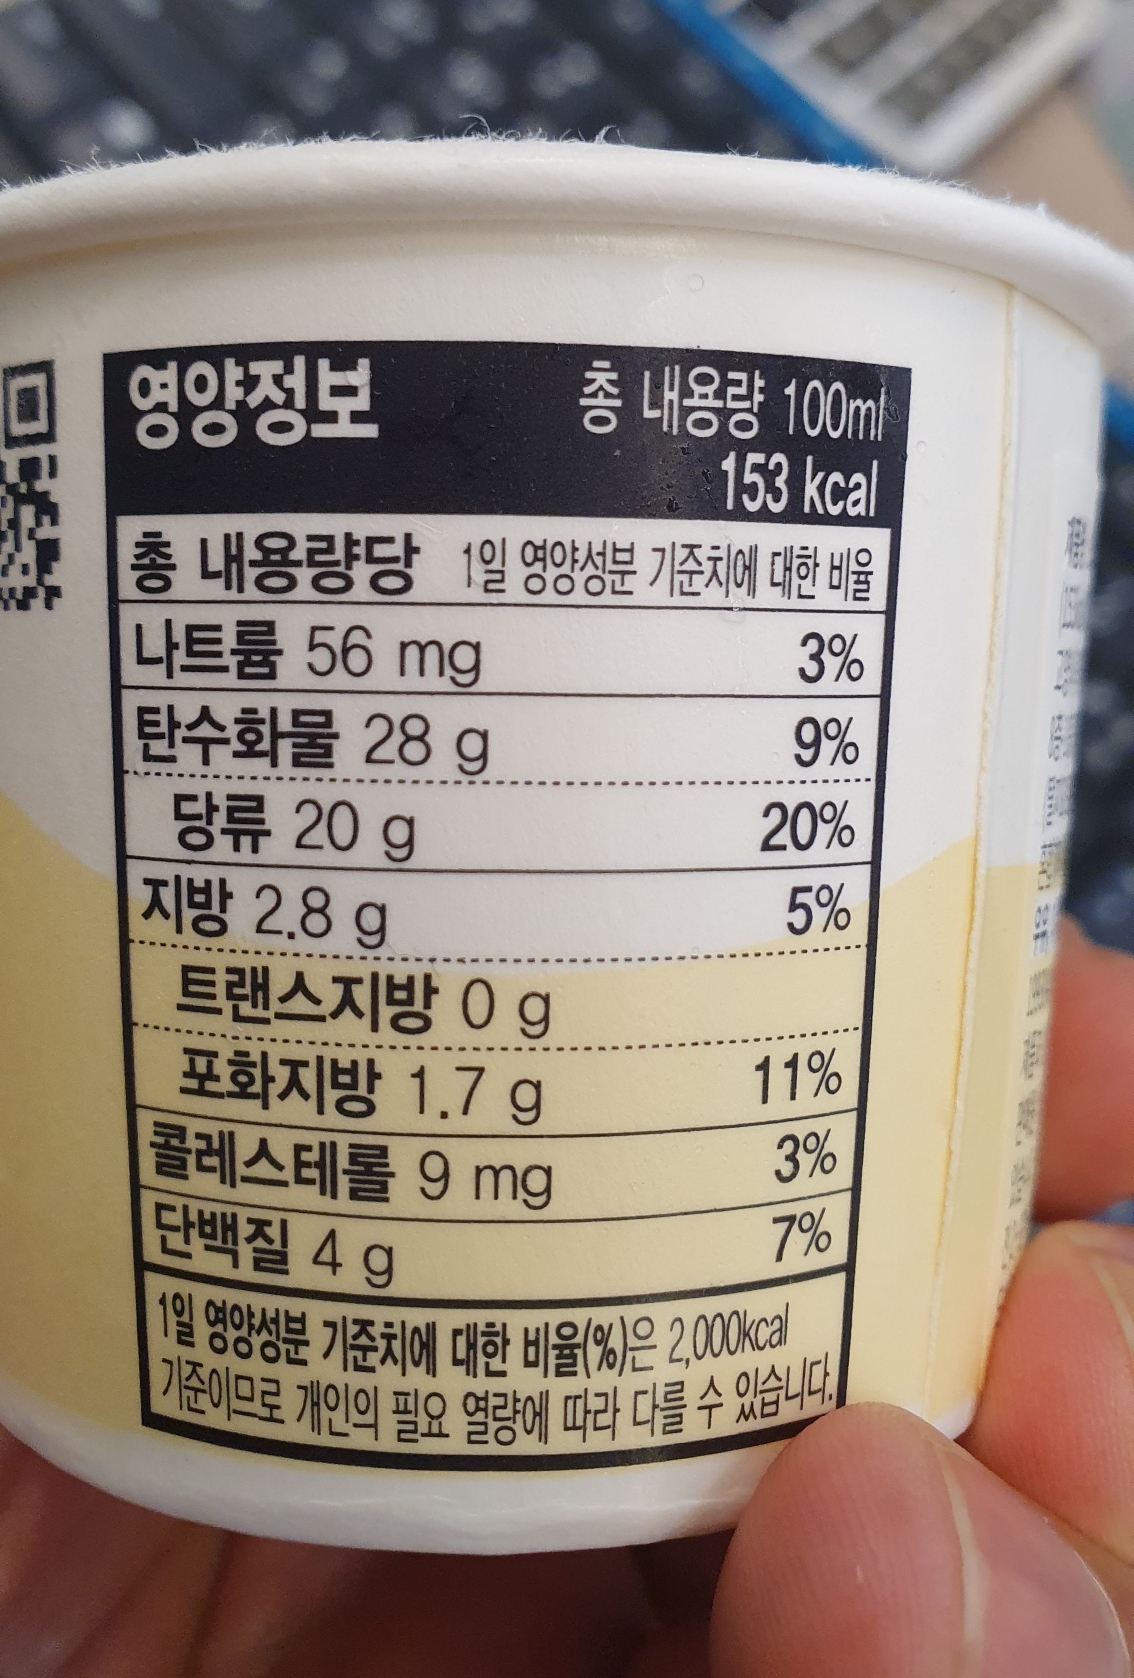 영양정보 총 내용량 100ml
153 kcal
총 내용량당 1일 영양성분 기준치에 대한 비율
나트륨 56 mg 3%
탄수화물 28 g 9%
당류 20 g 20%
지방 2.8 g 5%
트랜스지방 0 g
포화지방 1.7 g 11%
콜레스테롤 9 mg 3%
단백질 4 g 7%
1일 영양성분 기준치에 대한 비율(%)은 2,000kcal
기준이므로 개인의 필요 열량에 따라 다를 수 있습니다.